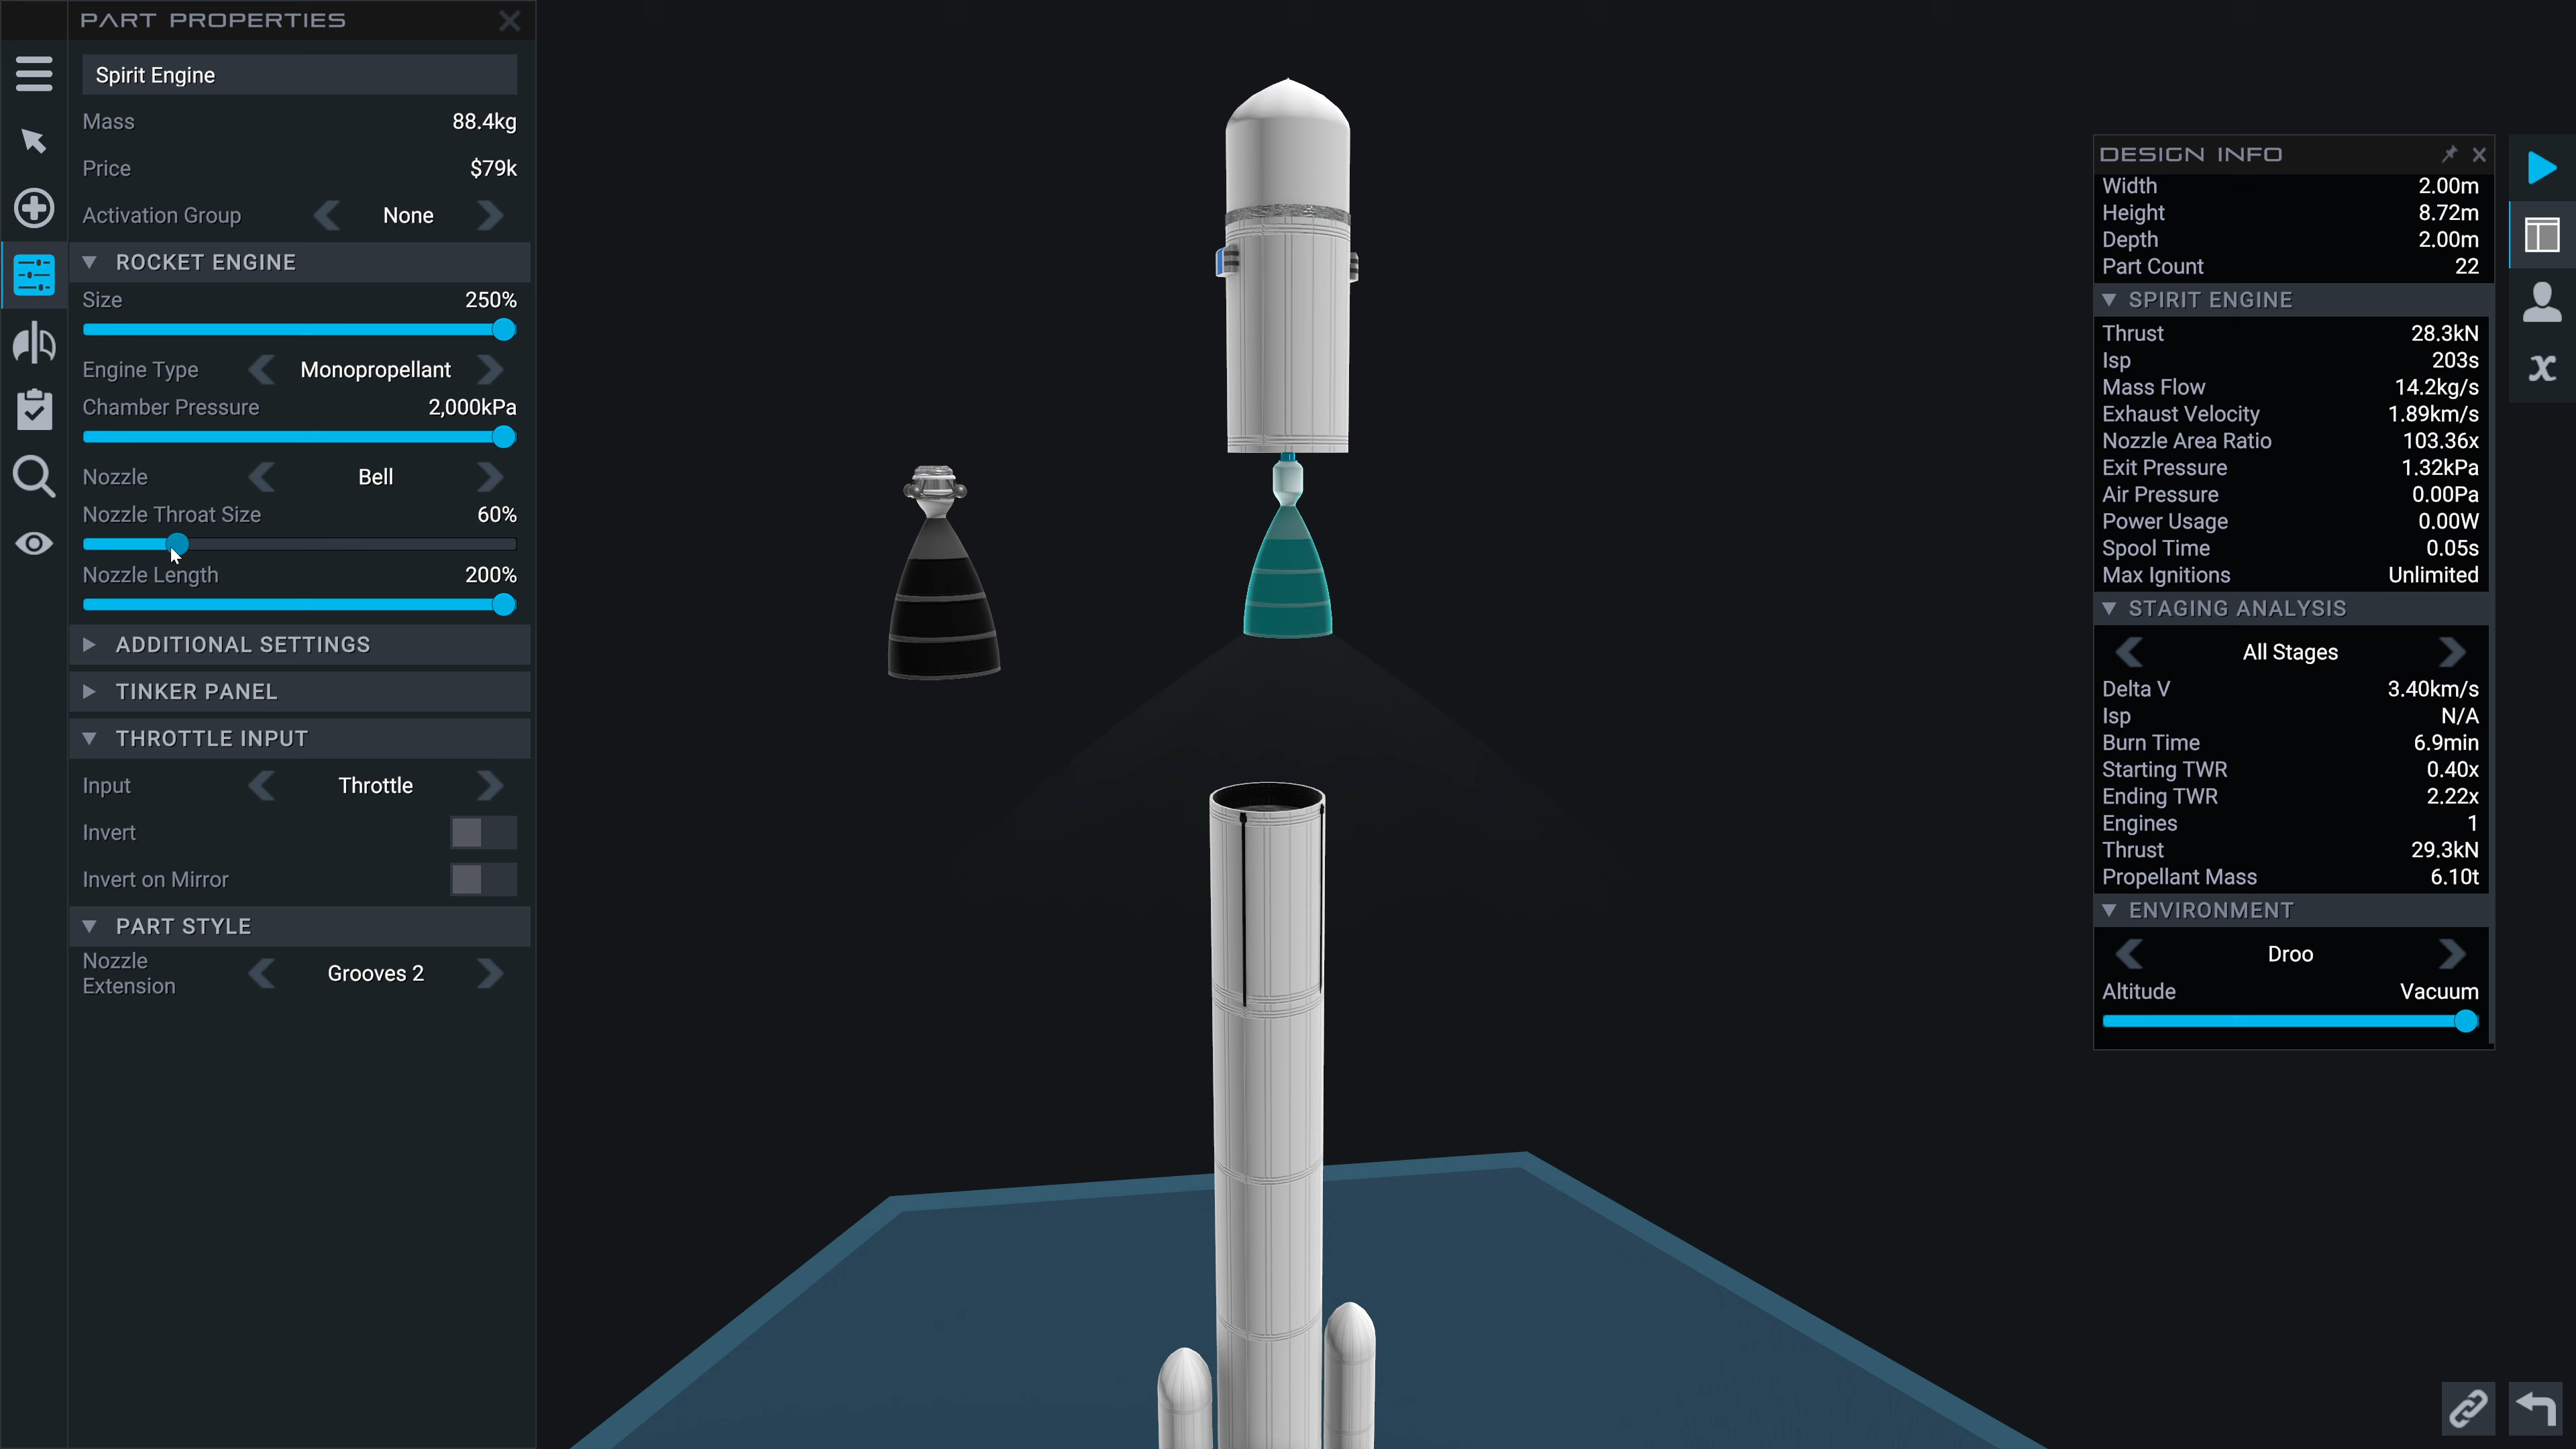 PART PROPERTIES
Spirit Engine
Mass 88.4kg
Price $79k
Activation Group None
ROCKET ENGINE
Size 250%
Engine Type Monopropellant
Chamber Pressure 2,000kPa
Nozzle Bell
Nozzle Throat Size 60%
Nozzle Length 200%
ADDITIONAL SETTINGS
TINKER PANEL
THROTTLE INPUT
Input Throttle
Invert
Invert on Mirror
PART STYLE
Nozzle
Extension Grooves 2
DESIGN INFO
Width 2.00m
Height 8.72m
Depth 2.00m
Part Count 22
SPIRIT ENGINE
Thrust 28.3kN
Isp 203s
Mass Flow 14.2kg/s
Exhaust Velocity 1.89km/s
Nozzle Area Ratio 103.36x
Exit Pressure 1.32kPa
Air Pressure 0.00Pa
Power Usage 0.00W
Spool Time 0.05s
Max Ignitions Unlimited
STAGING ANALYSIS
All Stages
Delta V 3.40km/s
Isp N/A
Burn Time 6.9min
Starting TWR 0.40x
Ending TWR 2.22x
Engines 1
Thrust 29.3kN
Propellant Mass 6.10t
ENVIRONMENT
Droo
Altitude Vacuum
x